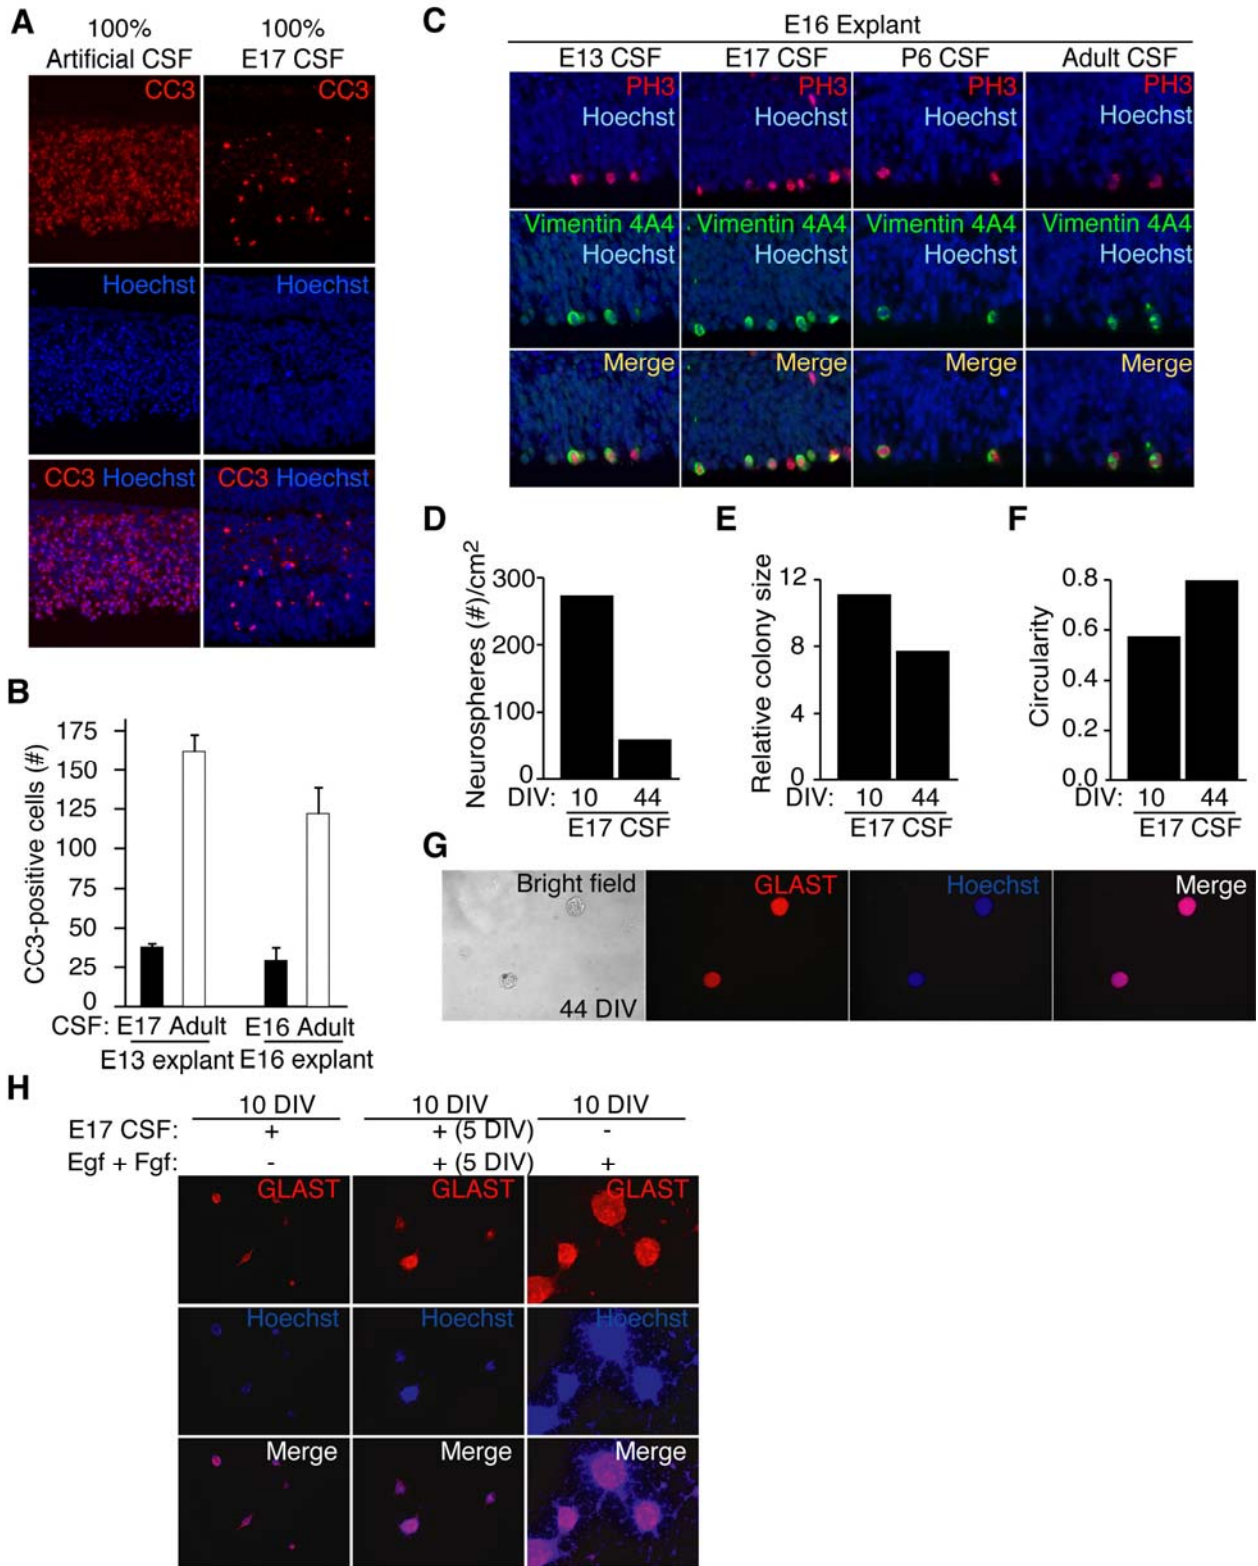 A
100% 100%
Artificial CSF E17 CSF
CC3 CC3
Hoechst Hoechst
CC3 Hoechst CC3 Hoechst
B
CC3-positive cells (#)
175
150
125
100
75
50
25
0
CSF: E17 Adult E16 Adult
E13 explant E16 explant
C
E16 Explant
E13 CSF E17 CSF P6 CSF Adult CSF
PH3 PH3 PH3 PH3
Hoechst Hoechst Hoechst Hoechst
Vimentin 4A4 Vimentin 4A4 Vimentin 4A4 Vimentin 4A4
Hoechst Hoechst Hoechst Hoechst
Merge Merge Merge Merge
D
Neurospheres (#)/cm2
300
200
100
0
DIV: 10 44
E17 CSF
E
Relative colony size
12
8
4
0
DIV: 10 44
E17 CSF
F
Circularity
0.8
0.6
0.4
0.2
0.0
DIV: 10 44
E17 CSF
G
Bright field GLAST Hoechst Merge
44 DIV
H
10 DIV 10 DIV 10 DIV
E17 CSF: + + (5 DIV) -
Egf + Fgf: - + (5 DIV) +
GLAST GLAST GLAST
Hoechst Hoechst Hoechst
Merge Merge Merge